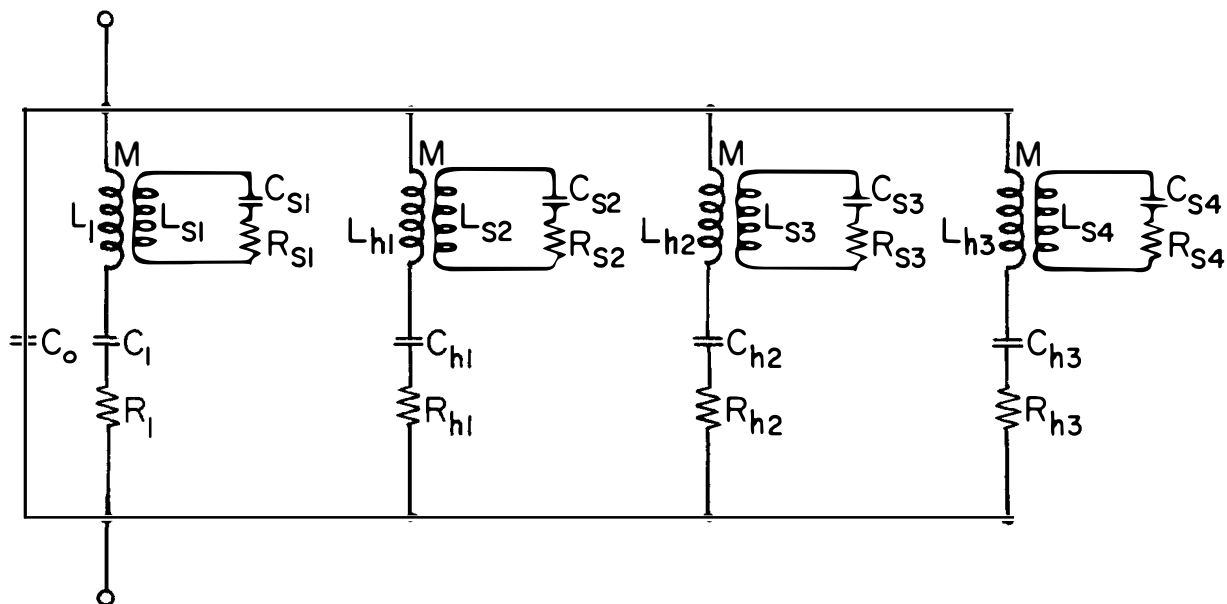 M M M M
L1 LS1 CS1 RS1 Lh1 LS2 CS2 RS2 Lh2 LS3 CS3 RS3 Lh3 LS4 CS4 RS4
Co C1 Ch1 Ch2 Ch3
R1 Rh1 Rh2 Rh3